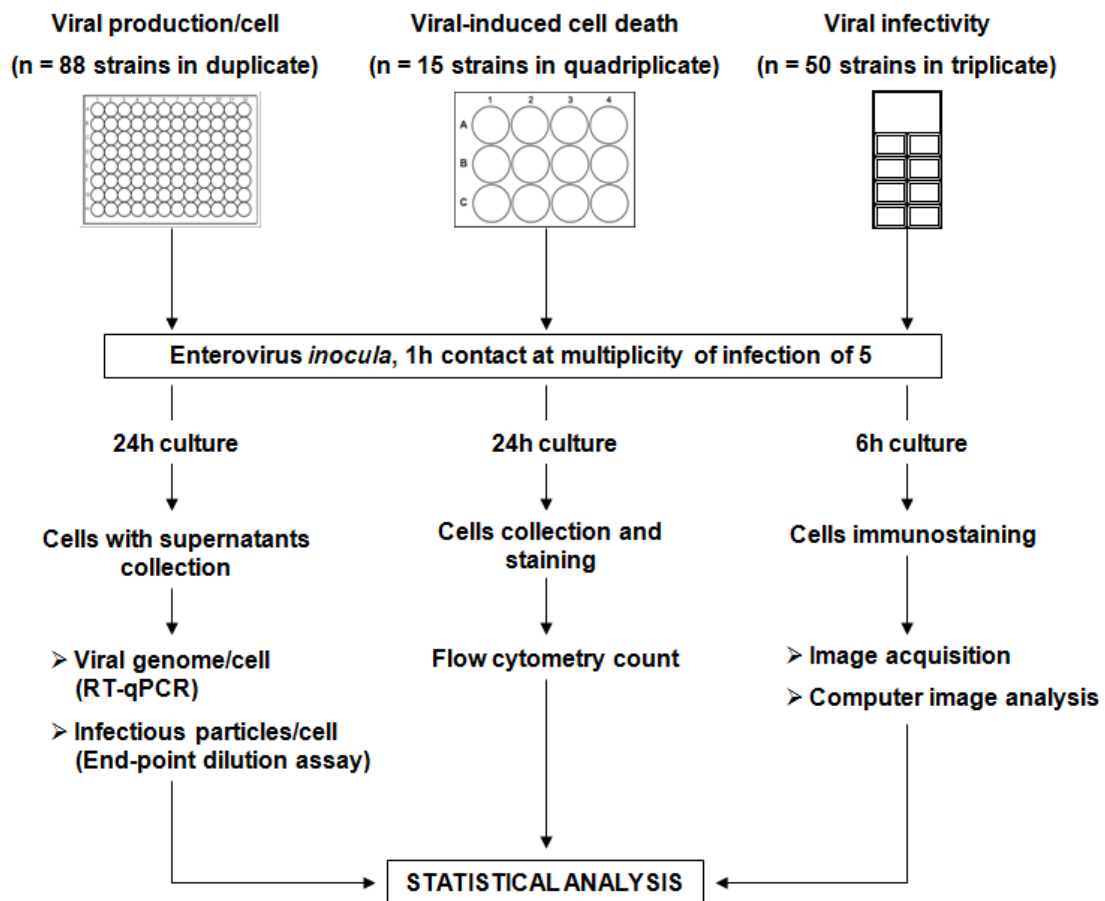 Viral production/cell
(n = 88 strains in duplicate)
Viral-induced cell death
(n = 15 strains in quadriplicate)
Viral infectivity
(n = 50 strains in triplicate)
1 2 3 4
A
B
C
Enterovirus inocula, 1h contact at multiplicity of infection of 5
24h culture
24h culture
6h culture
Cells with supernatants
collection
Cells collection and
staining
Cells immunostaining
➢ Viral genome/cell
(RT-qPCR)
➢ Infectious particles/cell
(End-point dilution assay)
Flow cytometry count
➢ Image acquisition
➢ Computer image analysis
STATISTICAL ANALYSIS